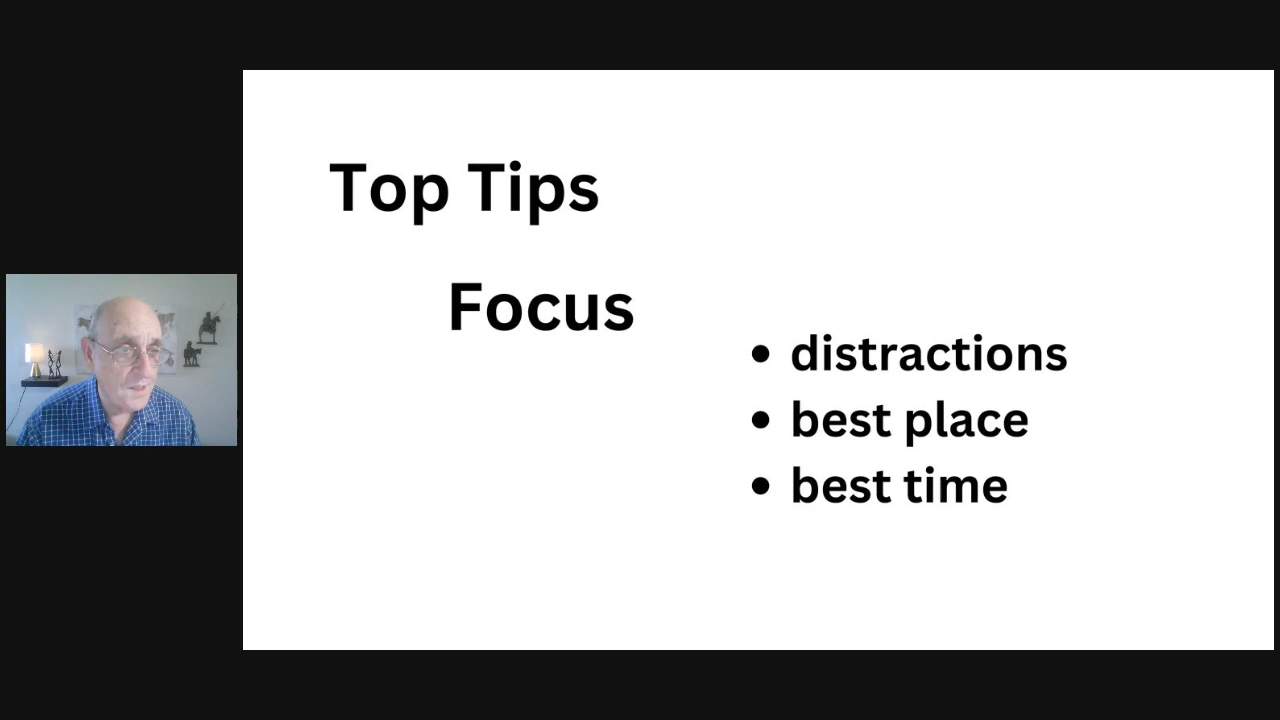 Top Tips
Focus
• distractions
• best place
• best time